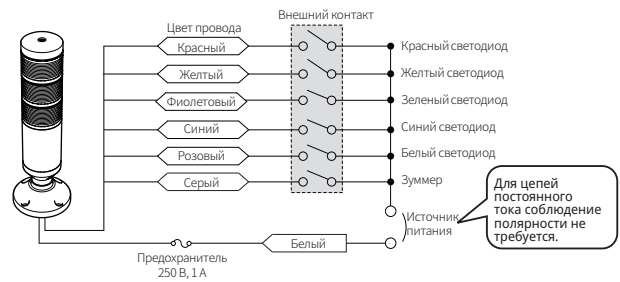 Внешний контакт
Цвет провода
Красный
Красный светодиод
Желтый
Желтый светодиод
Фиолетовый
Зеленый светодиод
Синий
Синий светодиод
Розовый
Белый светодиод
Серый
Зуммер
Для цепей
постоянного
тока соблюдение
полярности не
требуется.
Источник
питания
Белый
Предохранитель
250 В, 1 А